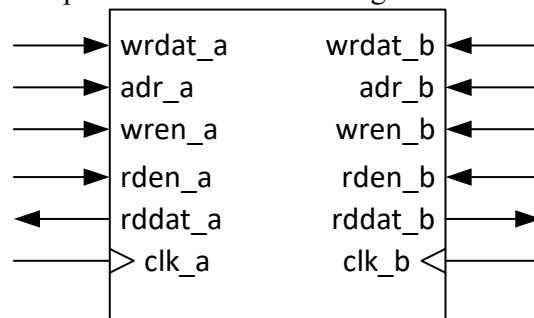 wrdat_a wrdat_b
adr_a adr_b
wren_a wren_b
rden_a rden_b
rddat_a rddat_b
clk_a clk_b